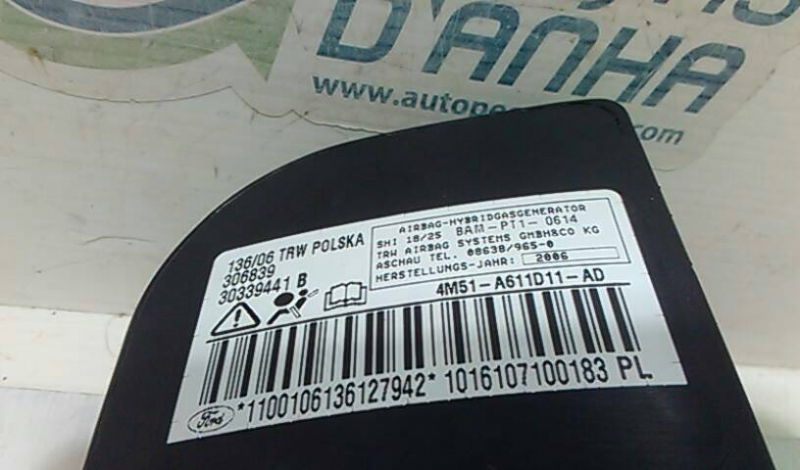 D'ANHA
www.autope
.com
136/06 TRW POLSKA
306839
30339441 B
AIRBAG-HYBRIDGASGENERATOR
SHI 18/25 BAM-PT1-0614
TRW AIRBAG SYSTEMS GMBH&CO KG
ASCHAU TEL. 08638/965-0
HERSTELLUNGS-JAHR: 2006
4M51-A611D11-AD
*1100106136127942* 1016107100183 PL
Ford